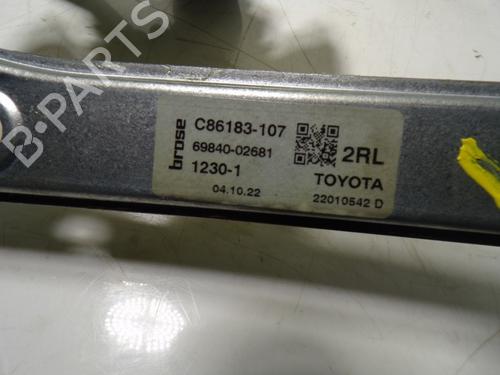 B-PARTS
brose
C86183-107
69840-02681
2RL
1230-1
TOYOTA
04.10.22
22010542 D